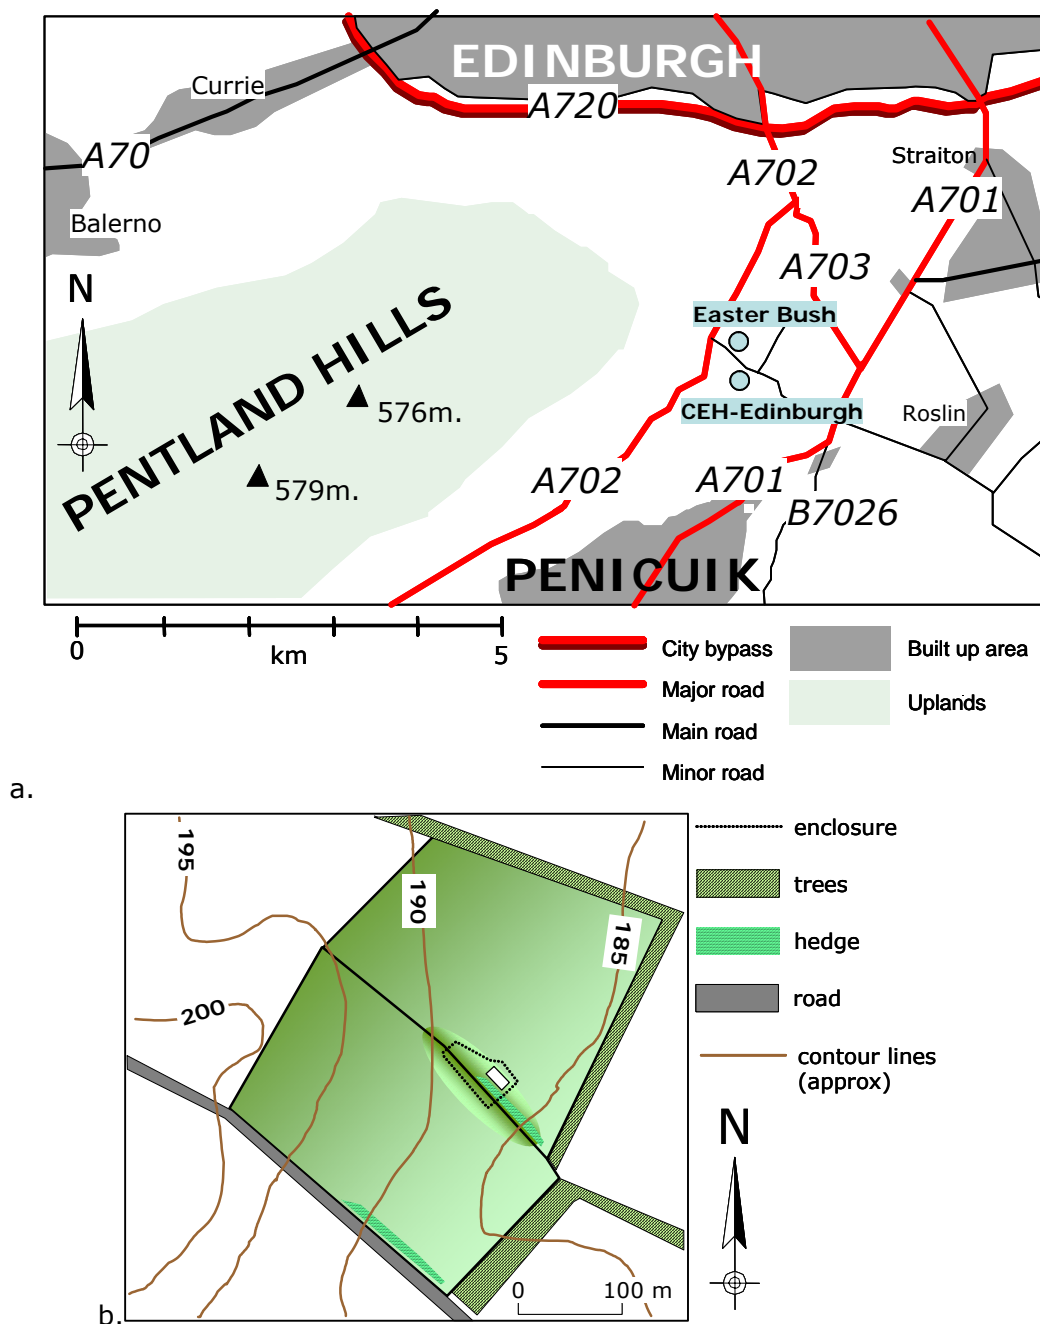 EDINBURGH
Currie
A720
A70
Straiton
A702
A701
Balerno
A703
N
Easter Bush
PENTLAND HILLS
576m.
CEH-Edinburgh
Roslin
579m.
A702
A701
B7026
PENICUIK
0 km 5
City bypass
Major road
Main road
Minor road
Built up area
Uplands
a.
195
190
185
200
enclosure
trees
hedge
road
contour lines
(approx)
N
0 100 m
b.